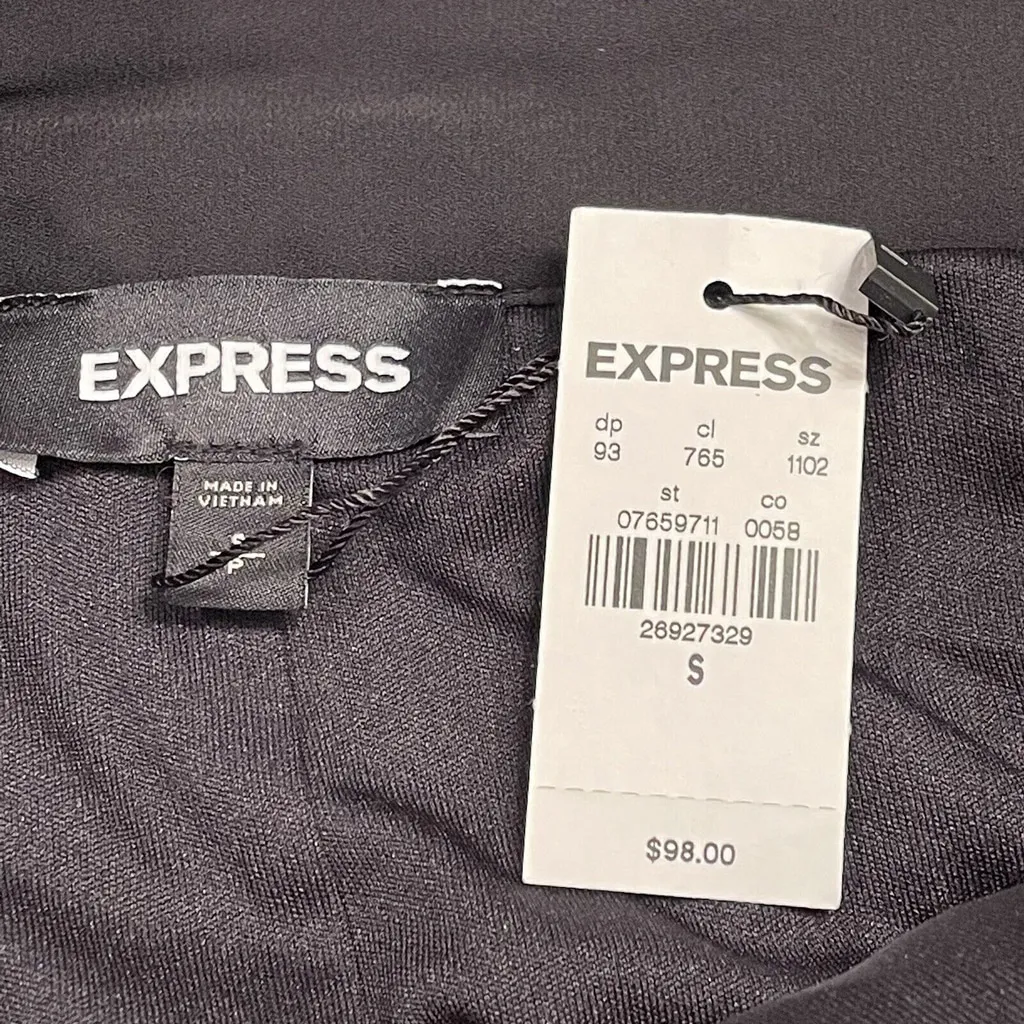 EXPRESS
MADE IN
VIETNAM
S
P
EXPRESS
dp cl sz
93 765 1102
st co
07659711 0058
26927329
S
$98.00